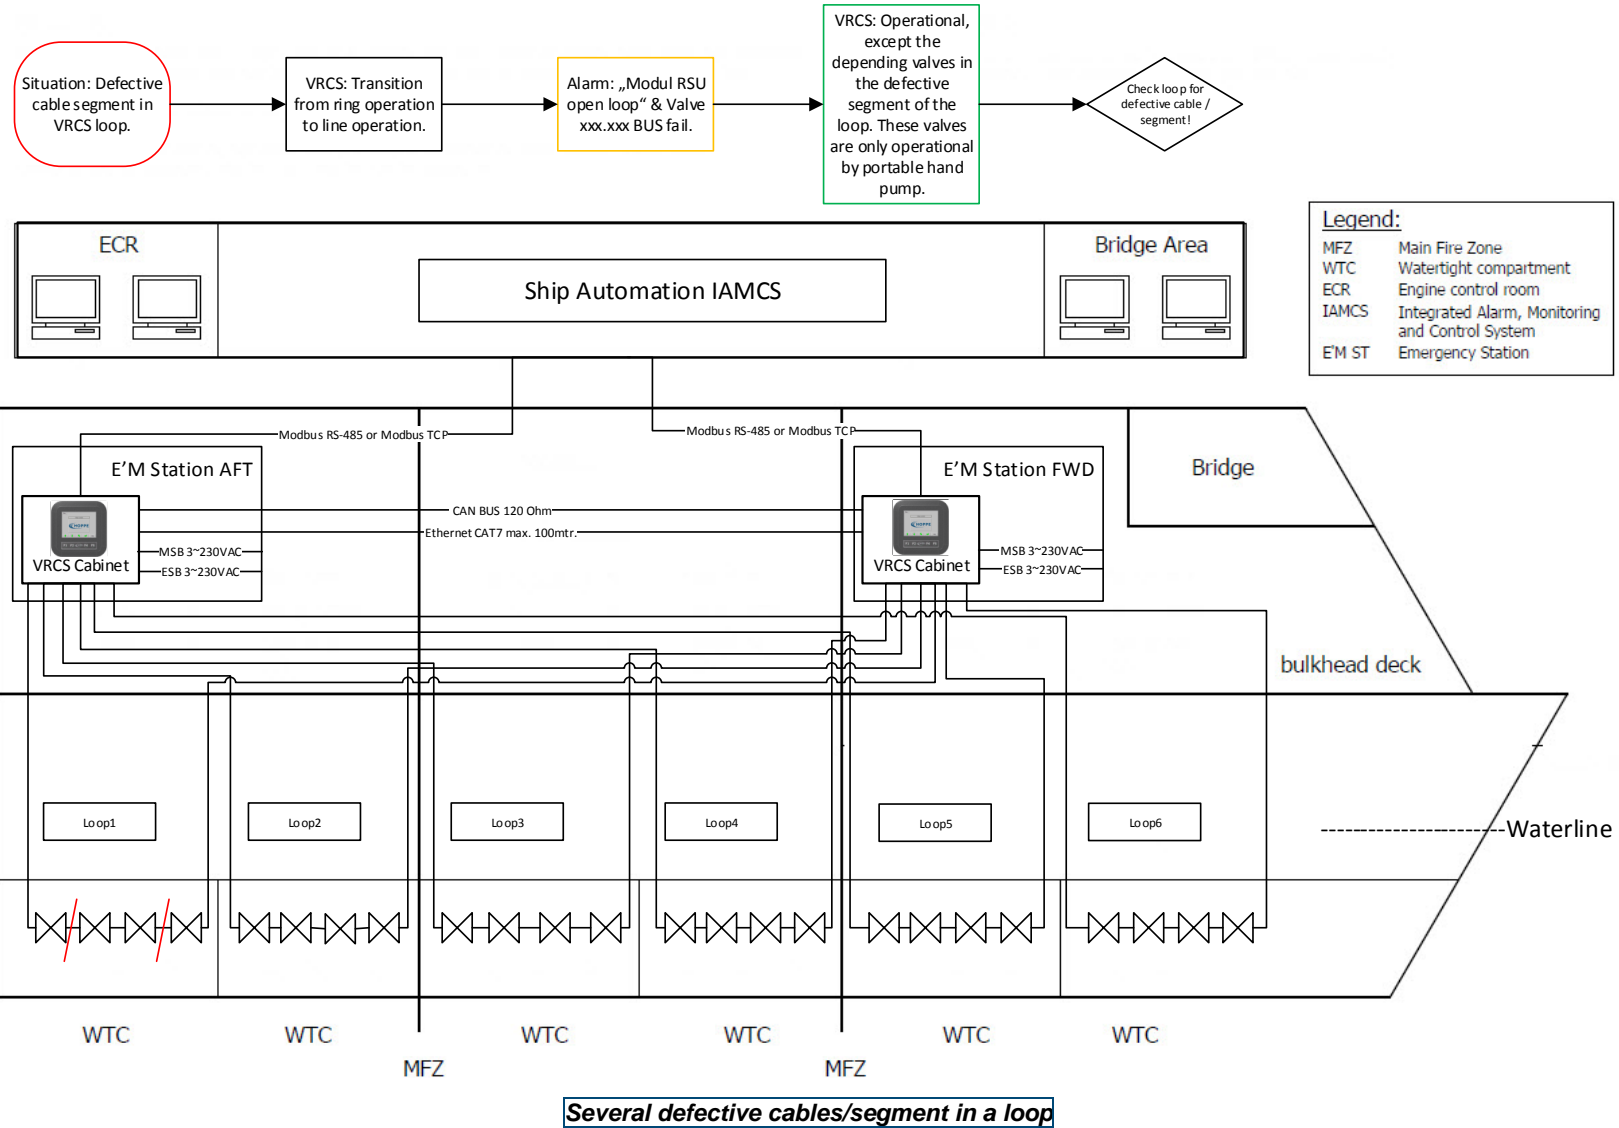 Situation: Defective
cable segment in
VRCS loop.
VRCS: Transition
from ring operation
to line operation.
Alarm: „Modul RSU
open loop“ & Valve
xxx.xxx BUS fail.
VRCS: Operational,
except the
depending valves in
the defective
segment of the
loop. These valves
are only operational
by portable hand
pump.
Check loop for
defective cable /
segment!
Legend:
MFZ Main Fire Zone
WTC Watertight compartment
ECR Engine control room
IAMCS Integrated Alarm, Monitoring
and Control System
E'M ST Emergency Station
ECR
Ship Automation IAMCS
Bridge Area
Modbus RS-485 or Modbus TCP
Modbus RS-485 or Modbus TCP
E’M Station AFT
E’M Station FWD
Bridge
HOPPE
HOPPE
VRCS Cabinet
VRCS Cabinet
CAN BUS 120 Ohm
Ethernet CAT7 max. 100mtr.
MSB 3~230VAC
ESB 3~230VAC
MSB 3~230VAC
ESB 3~230VAC
bulkhead deck
Loop1
Loop2
Loop3
Loop4
Loop5
Loop6
Waterline
WTC
WTC
WTC
WTC
WTC
WTC
MFZ
MFZ
Several defective cables/segment in a loop